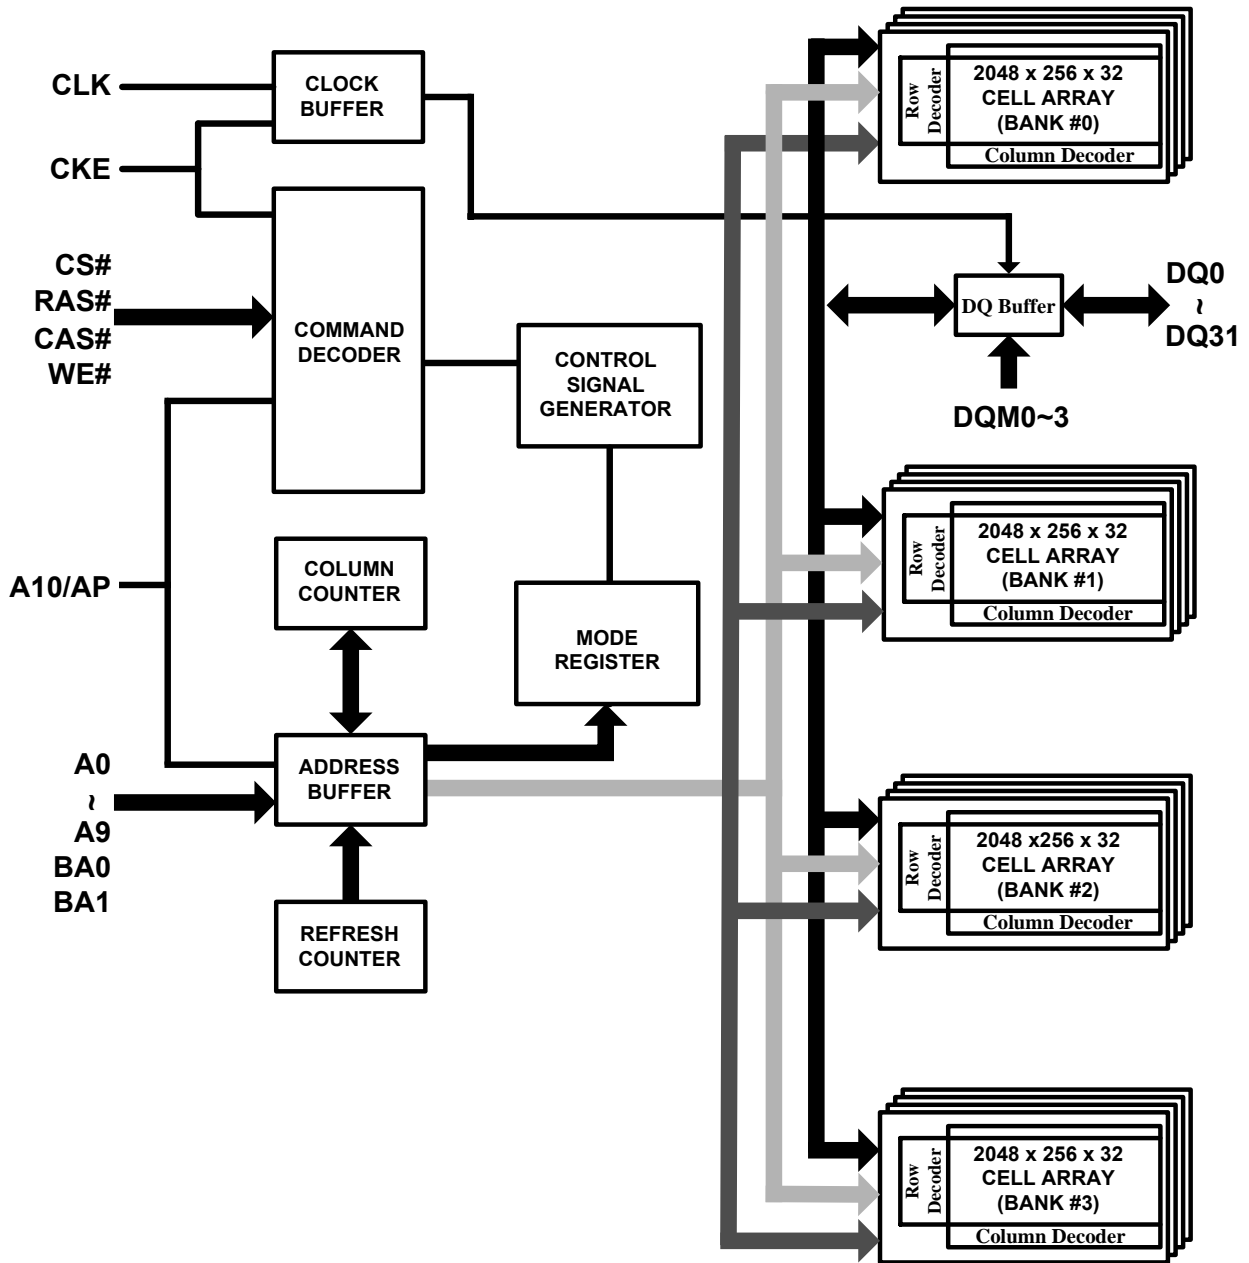 CLK
CKE
CS#
RAS#
CAS#
WE#
A10/AP
A0
~
A9
BA0
BA1
CLOCK
BUFFER
COMMAND
DECODER
COLUMN
COUNTER
ADDRESS
BUFFER
REFRESH
COUNTER
CONTROL
SIGNAL
GENERATOR
MODE
REGISTER
Row
Decoder
2048 x 256 x 32
CELL ARRAY
(BANK #0)
Column Decoder
DQ Buffer
DQ0
~
DQ31
DQM0~3
Row
Decoder
2048 x 256 x 32
CELL ARRAY
(BANK #1)
Column Decoder
Row
Decoder
2048 x256 x 32
CELL ARRAY
(BANK #2)
Column Decoder
Row
Decoder
2048 x 256 x 32
CELL ARRAY
(BANK #3)
Column Decoder